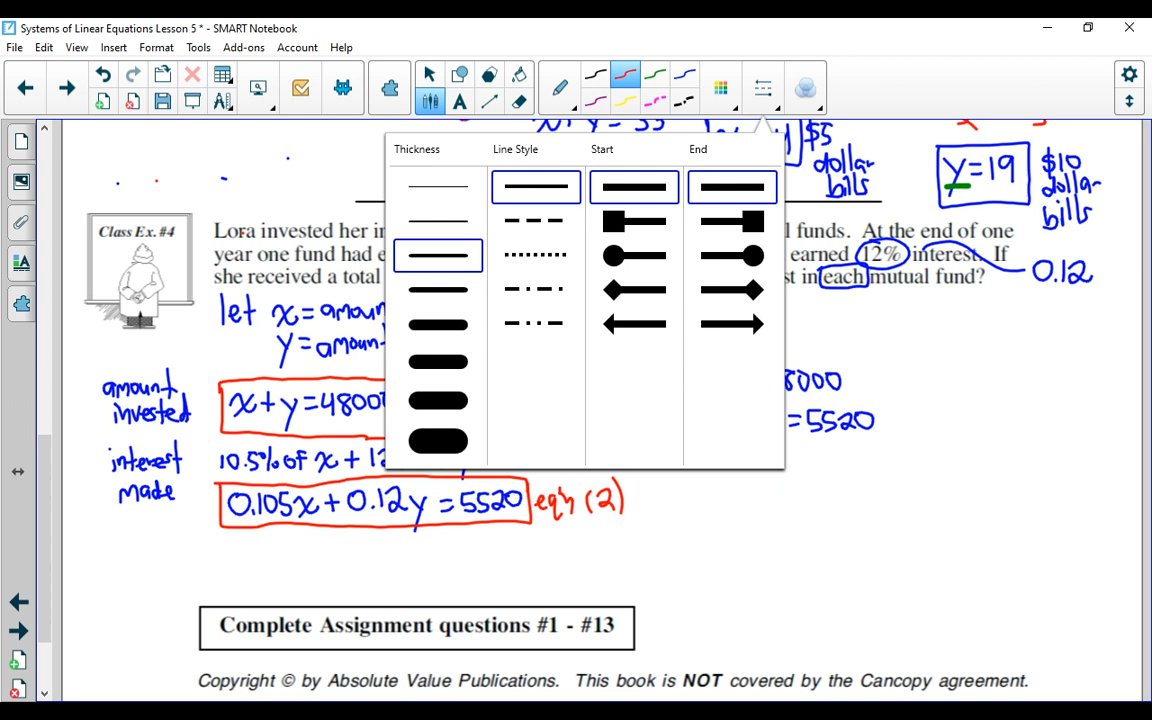 Systems of Linear Equations Lesson 5 * - SMART Notebook
File Edit View Insert Format Tools Add-ons Account Help
Thickness Line Style Start End
$5
dollar
bills
y=19
$10
dollar
bills
Class Ex. #4
Lora invested her in
l funds. At the end of one
year one fund had e
earned 12% interest. If
she received a total
st in each mutual fund?
0.12
let x = amoun
y = amoun
amount
invested
x+y=48000
8000
= 5520
interest
made
10.5% of x + 12
0.105x + 0.12y = 5520 eq'n (2)
Complete Assignment questions #1 - #13
Copyright © by Absolute Value Publications. This book is NOT covered by the Cancopy agreement.